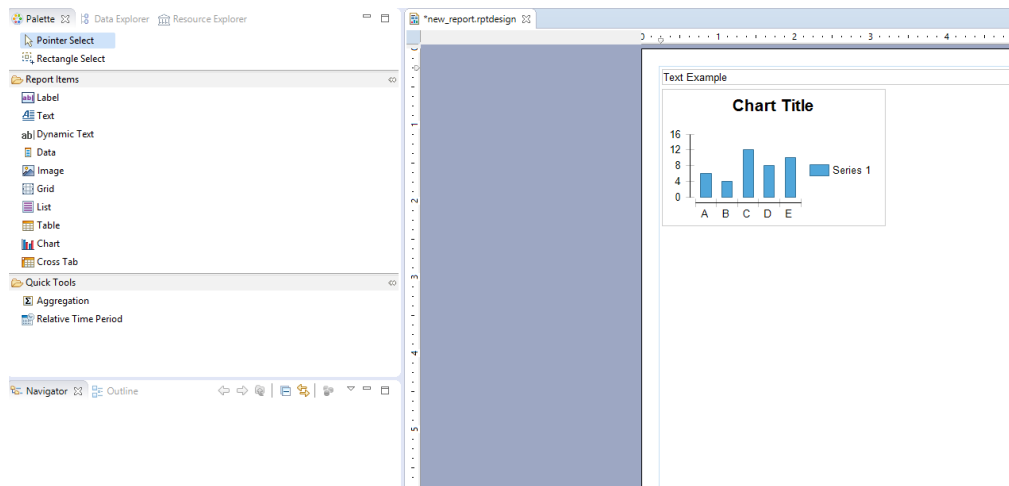 Palette Data Explorer Resource Explorer
Pointer Select
Rectangle Select
Report Items
Label
Text
Dynamic Text
Data
Image
Grid
List
Table
Chart
Cross Tab
Quick Tools
Aggregation
Relative Time Period
Navigator Outline
*new_report.rptdesign
0 1 2 3 4
0
1
2
3
4
5
Text Example
Chart Title
16
12
8
4
0
A B C D E
Series 1